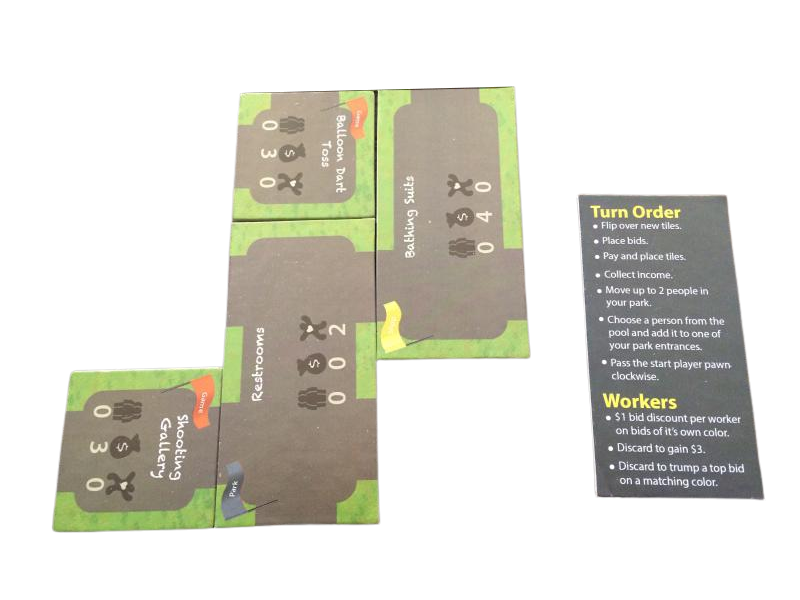 Game
Balloon Dart
Toss
0
3
0
Bathing Suits
0
4
0
Restrooms
0
0
2
Park
Game
Shooting
Gallery
0
3
0
Turn Order
• Flip over new tiles.
• Place bids.
• Pay and place tiles.
• Collect income.
• Move up to 2 people in
your park.
• Choose a person from the
pool and add it to one of
your park entrances.
• Pass the start player pawn
clockwise.
Workers
• $1 bid discount per worker
on bids of it's own color.
• Discard to gain $3.
• Discard to trump a top bid
on a matching color.